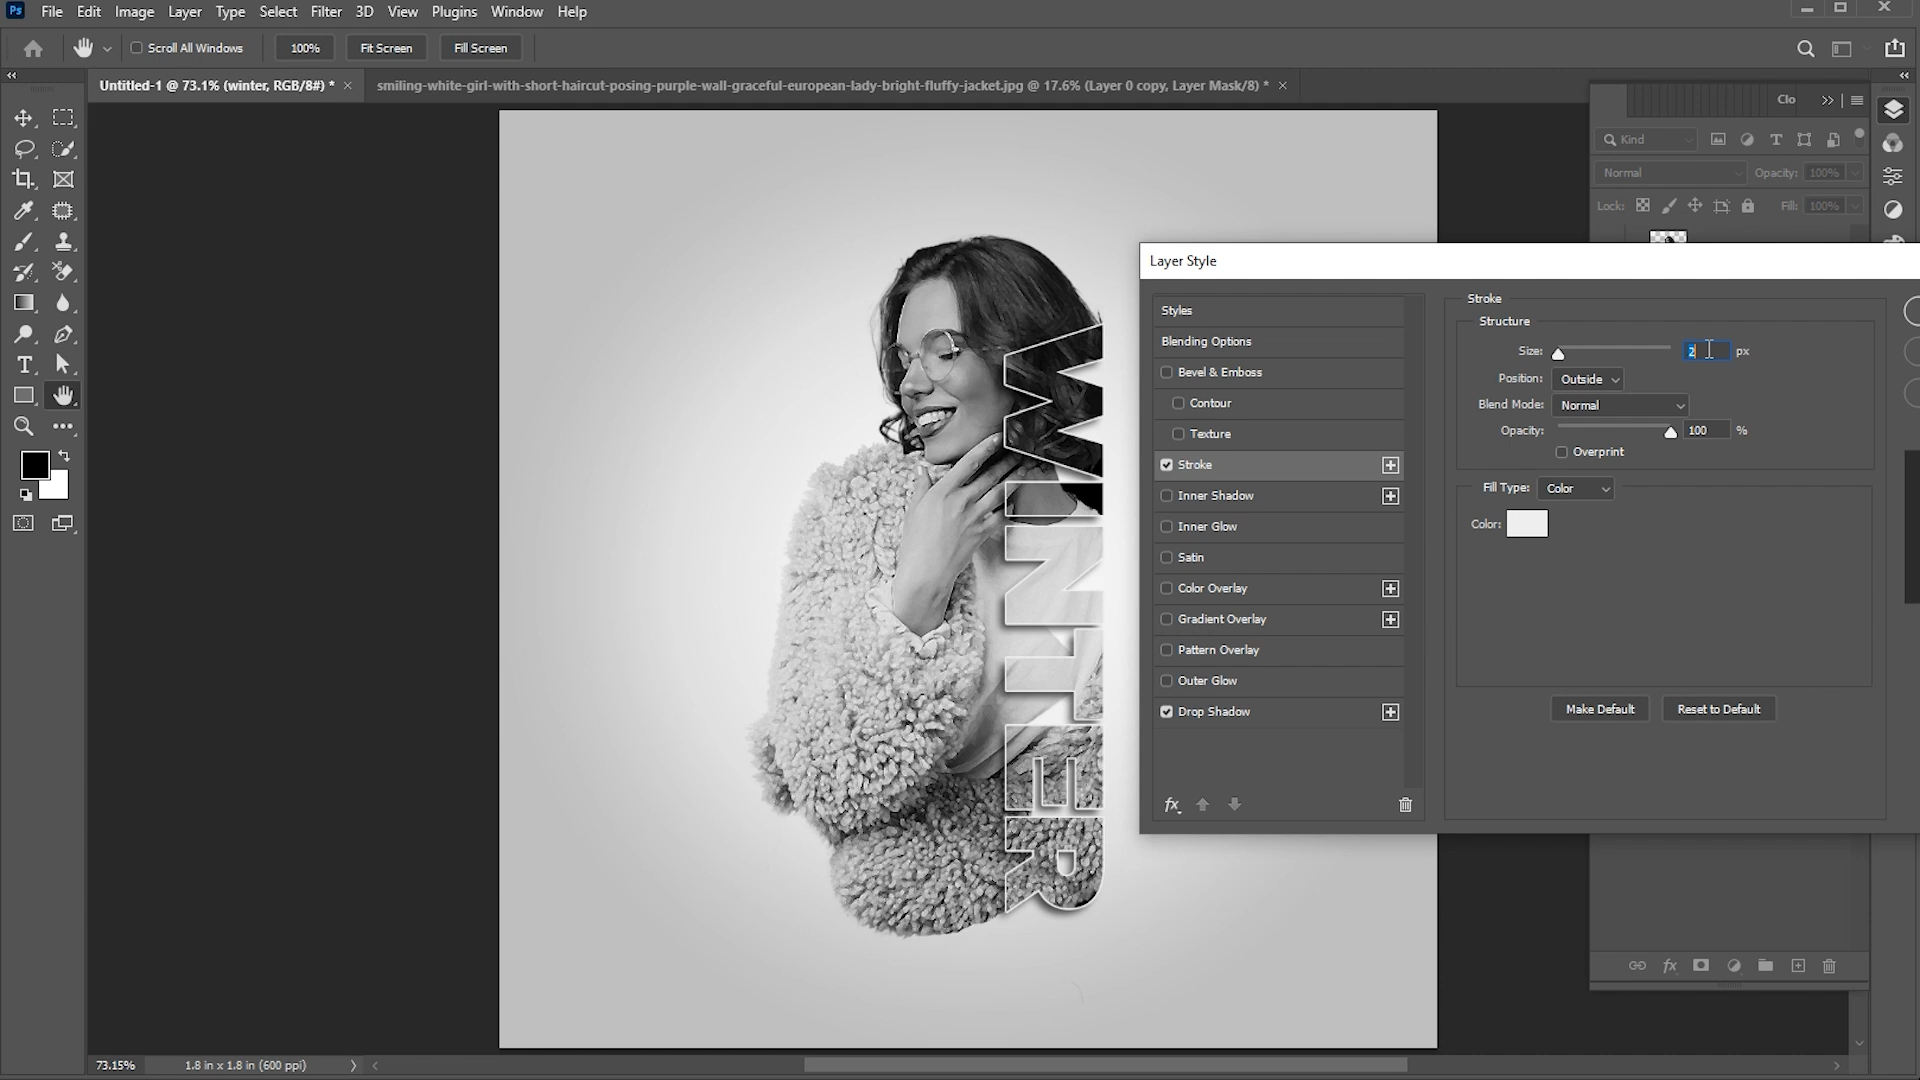 Ps File Edit Image Layer Type Select Filter 3D View Plugins Window Help
Scroll All Windows 100% Fit Screen Fill Screen
Untitled-1 @ 73.1% (winter, RGB/8#) * × smiling-white-girl-with-short-haircut-posing-purple-wall-graceful-european-lady-bright-fluffy-jacket.jpg @ 17.6% (Layer 0 copy, Layer Mask/8) * ×
Clo
Kind
Normal Opacity: 100%
Lock: Fill: 100%
Layer Style
Styles
Blending Options
Bevel & Emboss
Contour
Texture
Stroke
Inner Shadow
Inner Glow
Satin
Color Overlay
Gradient Overlay
Pattern Overlay
Outer Glow
Drop Shadow
fx
Stroke
Structure
Size: 2 px
Position: Outside
Blend Mode: Normal
Opacity: 100 %
Overprint
Fill Type: Color
Color:
Make Default Reset to Default
WINTER
fx
73.15% 1.8 in x 1.8 in (600 ppi)